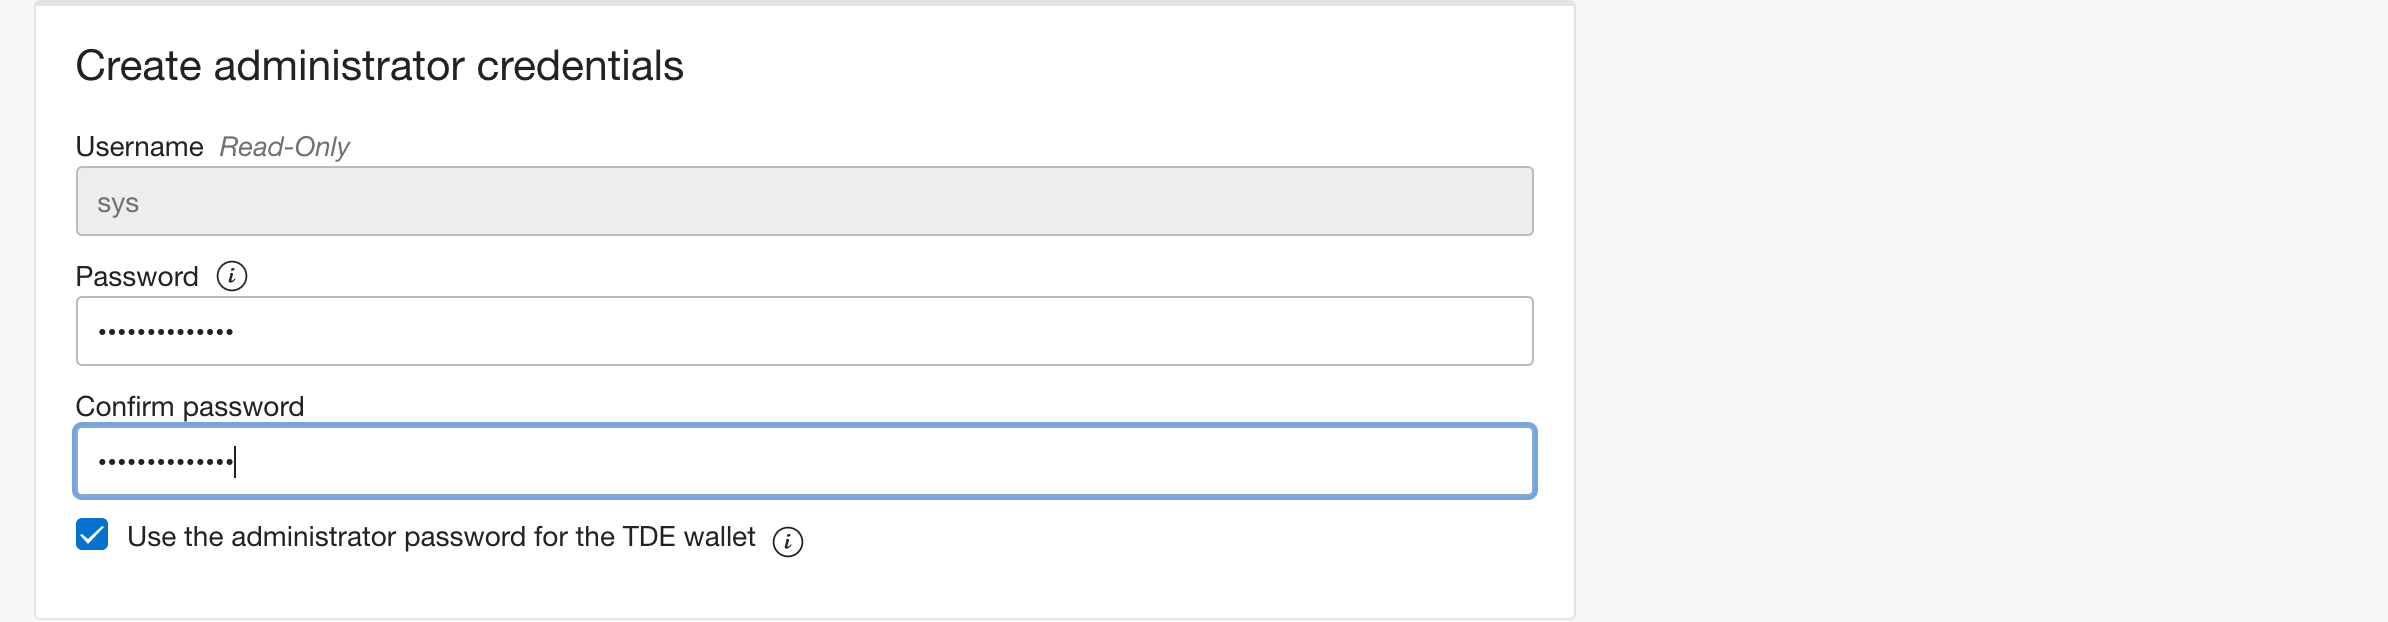 Create administrator credentials
Username Read-Only
sys
Password i
••••••••••••••
Confirm password
••••••••••••••
Use the administrator password for the TDE wallet i